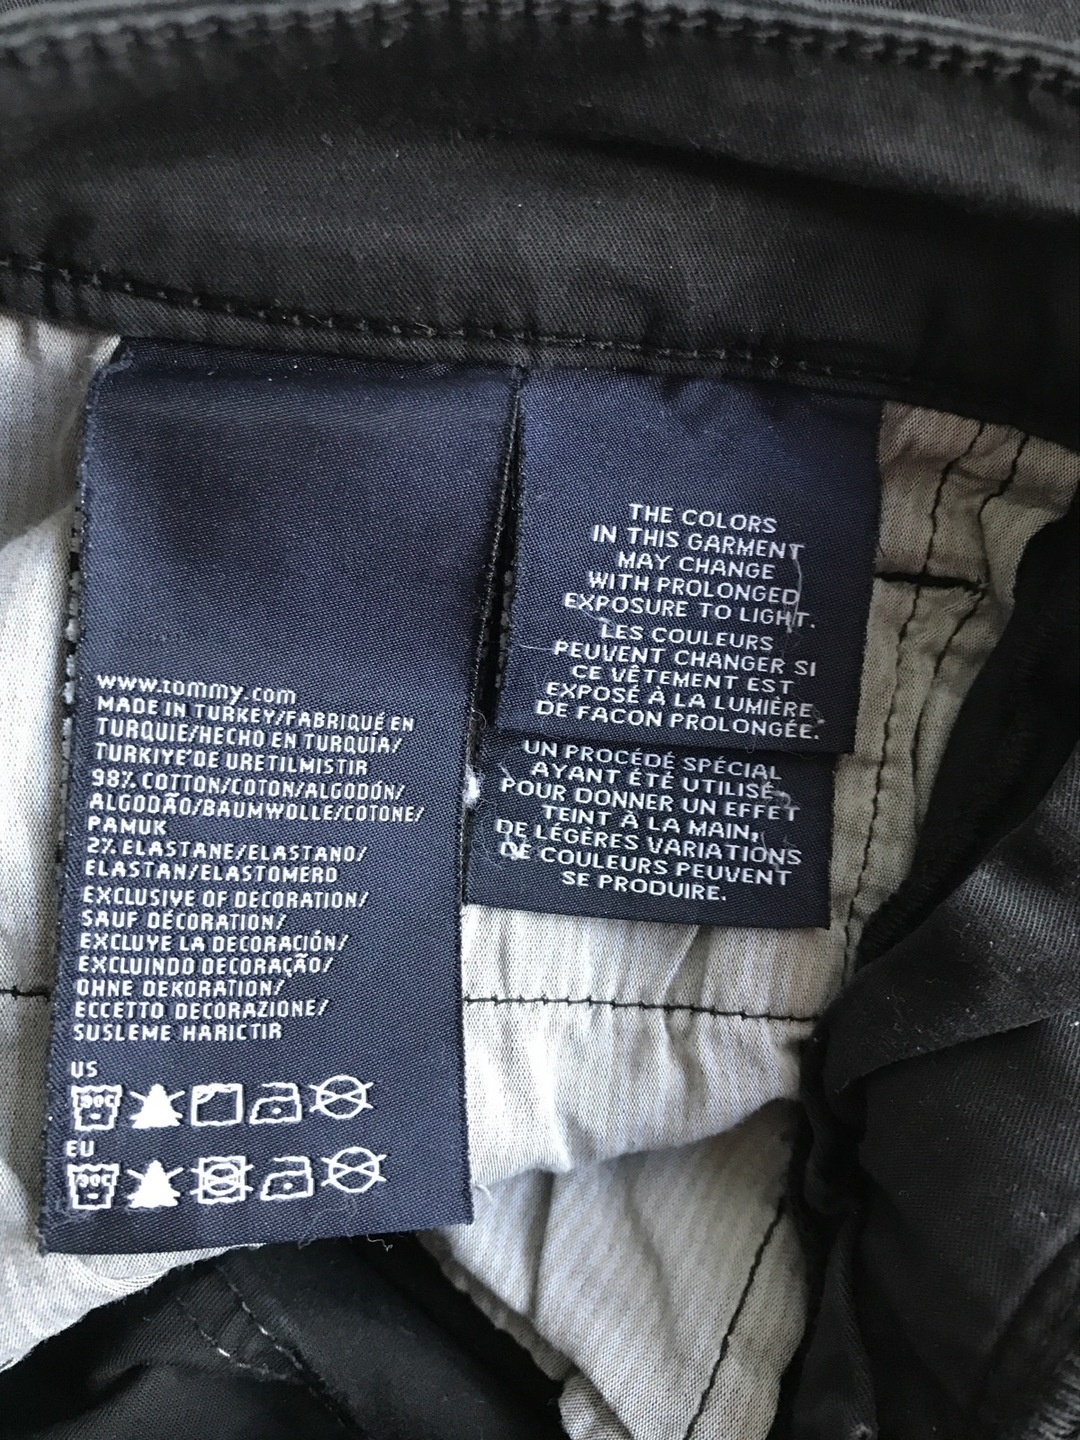 www.tommy.com
MADE IN TURKEY/FABRIQUÉ EN
TURQUIE/HECHO EN TURQUÍA/
TURKIYE'DE URETILMISTIR
98% COTTON/COTON/ALGODÓN/
ALGODÃO/BAUMWOLLE/COTONE/
PAMUK
2% ELASTANE/ELASTANO/
ELASTAN/ELASTOMERO
EXCLUSIVE OF DECORATION/
SAUF DÉCORATION/
EXCLUYE LA DECORACIÓN/
EXCLUINDO DECORAÇÃO/
OHNE DEKORATION/
ECCETTO DECORAZIONE/
SUSLEME HARICTIR
US
30C
EU
30C
THE COLORS
IN THIS GARMENT
MAY CHANGE
WITH PROLONGED
EXPOSURE TO LIGHT.
LES COULEURS
PEUVENT CHANGER SI
CE VÊTEMENT EST
EXPOSÉ À LA LUMIÈRE,
DE FACON PROLONGÉE.
UN PROCÉDÉ SPÉCIAL
AYANT ÉTÉ UTILISÉ
POUR DONNER UN EFFET
TEINT À LA MAIN,
DE LÉGÈRES VARIATIONS
DE COULEURS PEUVENT
SE PRODUIRE.